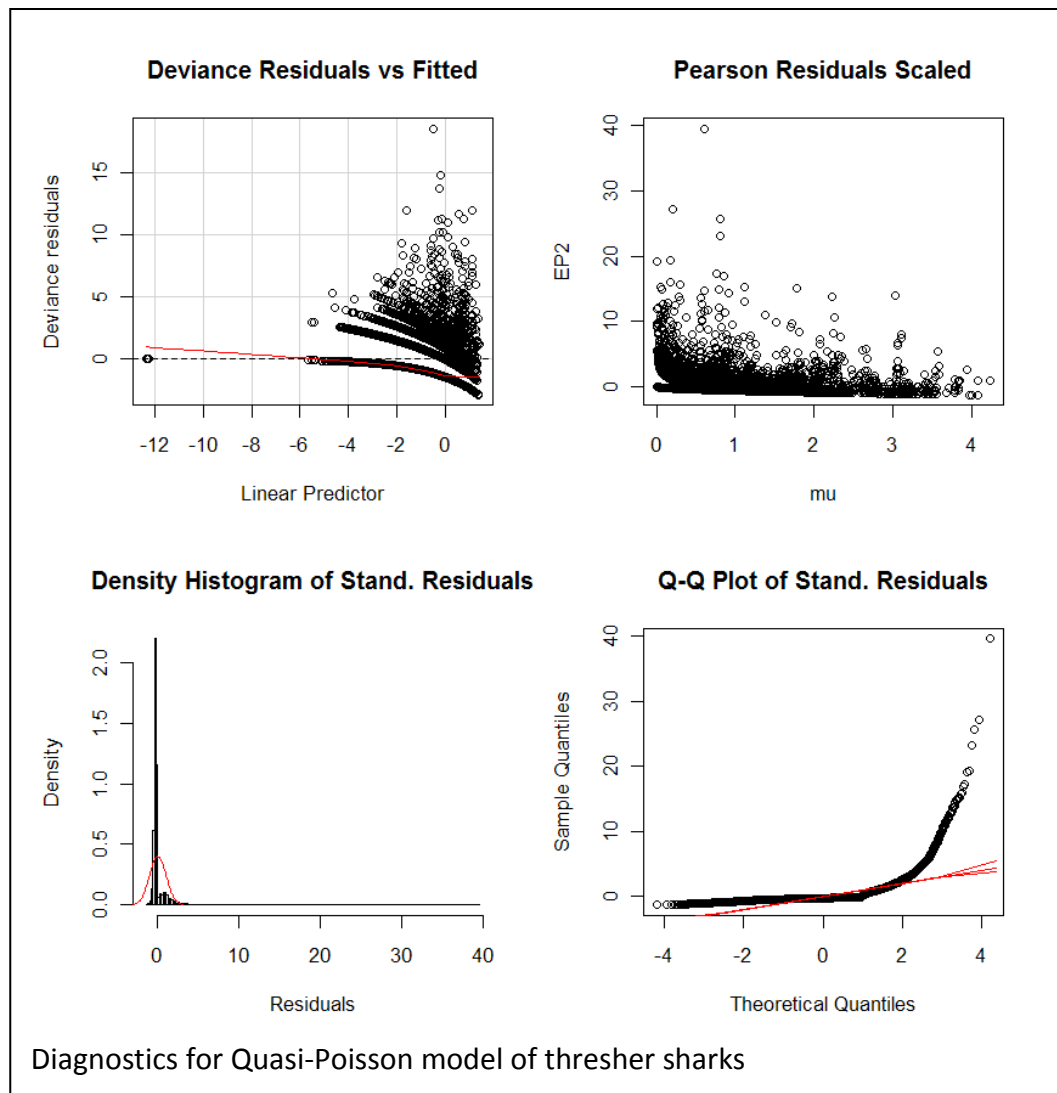 Deviance Residuals vs Fitted
Deviance residuals
15
10
5
0
-12 -10 -8 -6 -4 -2 0
Linear Predictor
Pearson Residuals Scaled
EP2
40
30
20
10
0
0 1 2 3 4
mu
Density Histogram of Stand. Residuals
Density
2.0
1.5
1.0
0.5
0.0
0 10 20 30 40
Residuals
Q-Q Plot of Stand. Residuals
Sample Quantiles
40
30
20
10
0
-4 -2 0 2 4
Theoretical Quantiles
Diagnostics for Quasi-Poisson model of thresher sharks